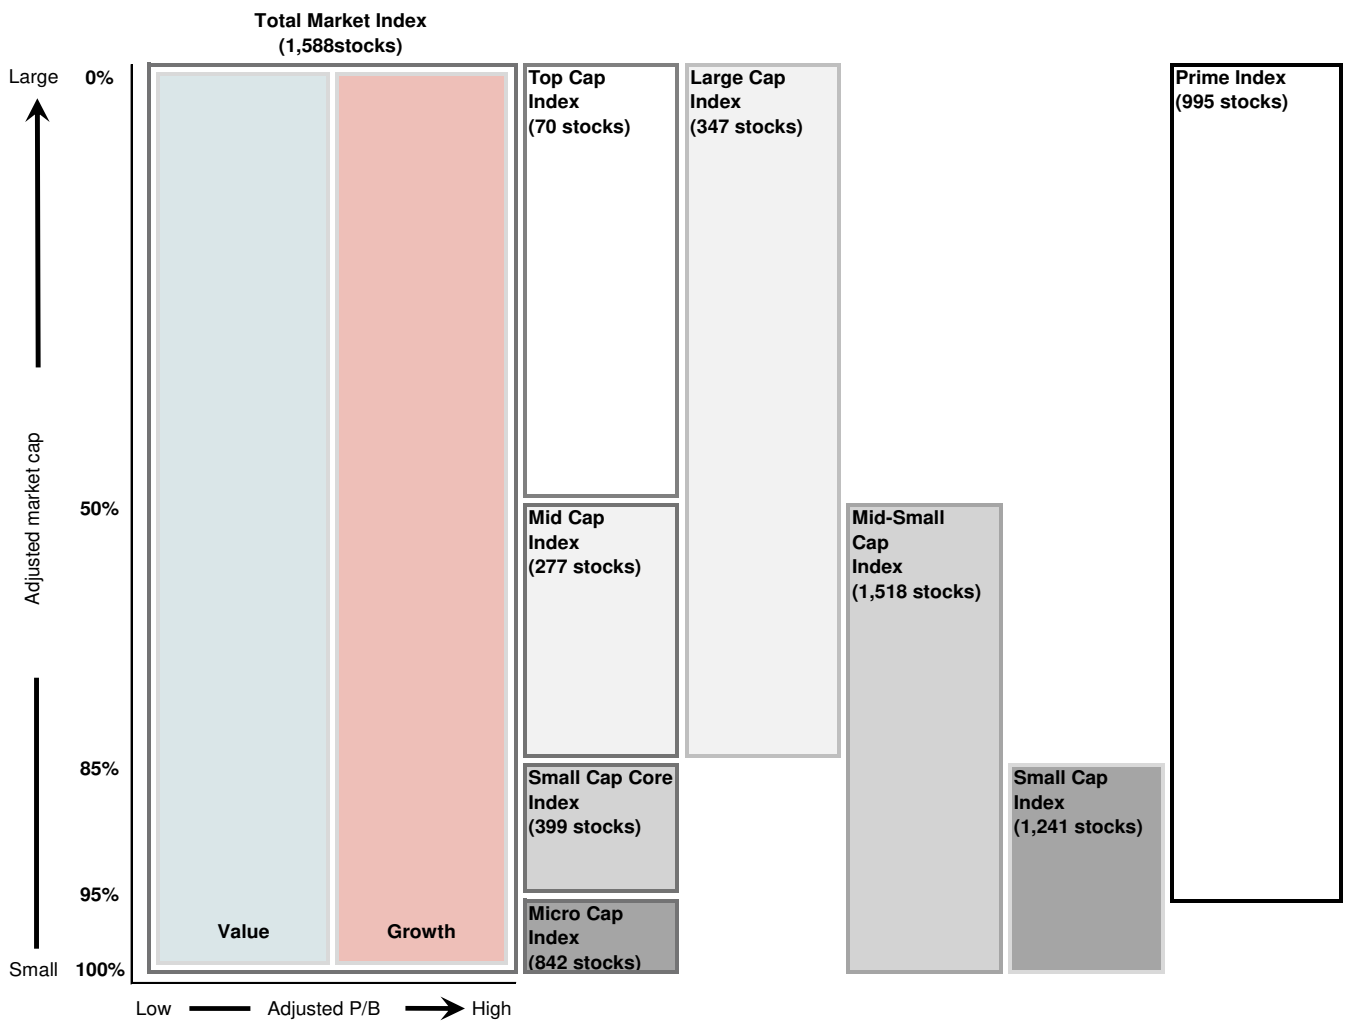 Total Market Index
(1,588stocks)
Large
0%
Top Cap
Index
(70 stocks)
Large Cap
Index
(347 stocks)
Prime Index
(995 stocks)
Adjusted market cap
50%
Mid Cap
Index
(277 stocks)
Mid-Small
Cap
Index
(1,518 stocks)
85%
Small Cap Core
Index
(399 stocks)
Small Cap
Index
(1,241 stocks)
95%
Micro Cap
Index
(842 stocks)
Value
Growth
Small
100%
Low
Adjusted P/B
High